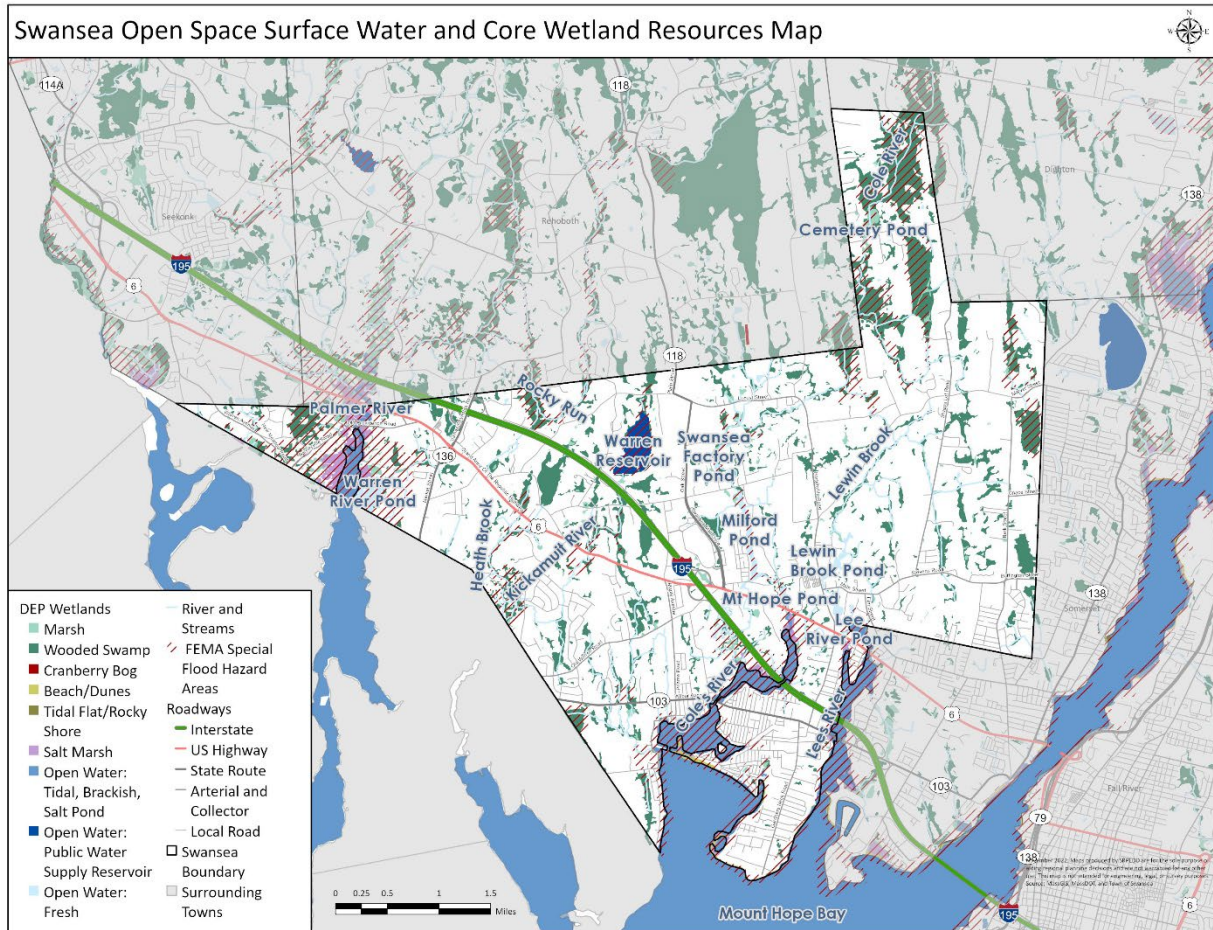 Swansea Open Space Surface Water and Core Wetland Resources Map
N
W
E
S
114A
118
118
138
Seekonk
Rehoboth
Dighton
Cole River
Cemetery Pond
195
6
118
Rocky Run
Palmer River
136
Warren
Reservoir
Swansea
Factory
Pond
Lewin Brook
Warren
River Pond
Heath Brook
Kickamuit River
6
Milford
Pond
195
Lewin
Brook Pond
Mt Hope Pond
Lee
River Pond
138
Somerset
103
Cole's River
Lees River
6
103
Fall River
79
138
195
Mount Hope Bay
DEP Wetlands
Marsh
Wooded Swamp
Cranberry Bog
Beach/Dunes
Tidal Flat/Rocky
Shore
Salt Marsh
Open Water:
Tidal, Brackish,
Salt Pond
Open Water:
Public Water
Supply Reservoir
Open Water:
Fresh
River and
Streams
FEMA Special
Flood Hazard
Areas
Roadways
Interstate
US Highway
State Route
Arterial and
Collector
Local Road
Swansea
Boundary
Surrounding
Towns
0 0.25 0.5 1 1.5
Miles